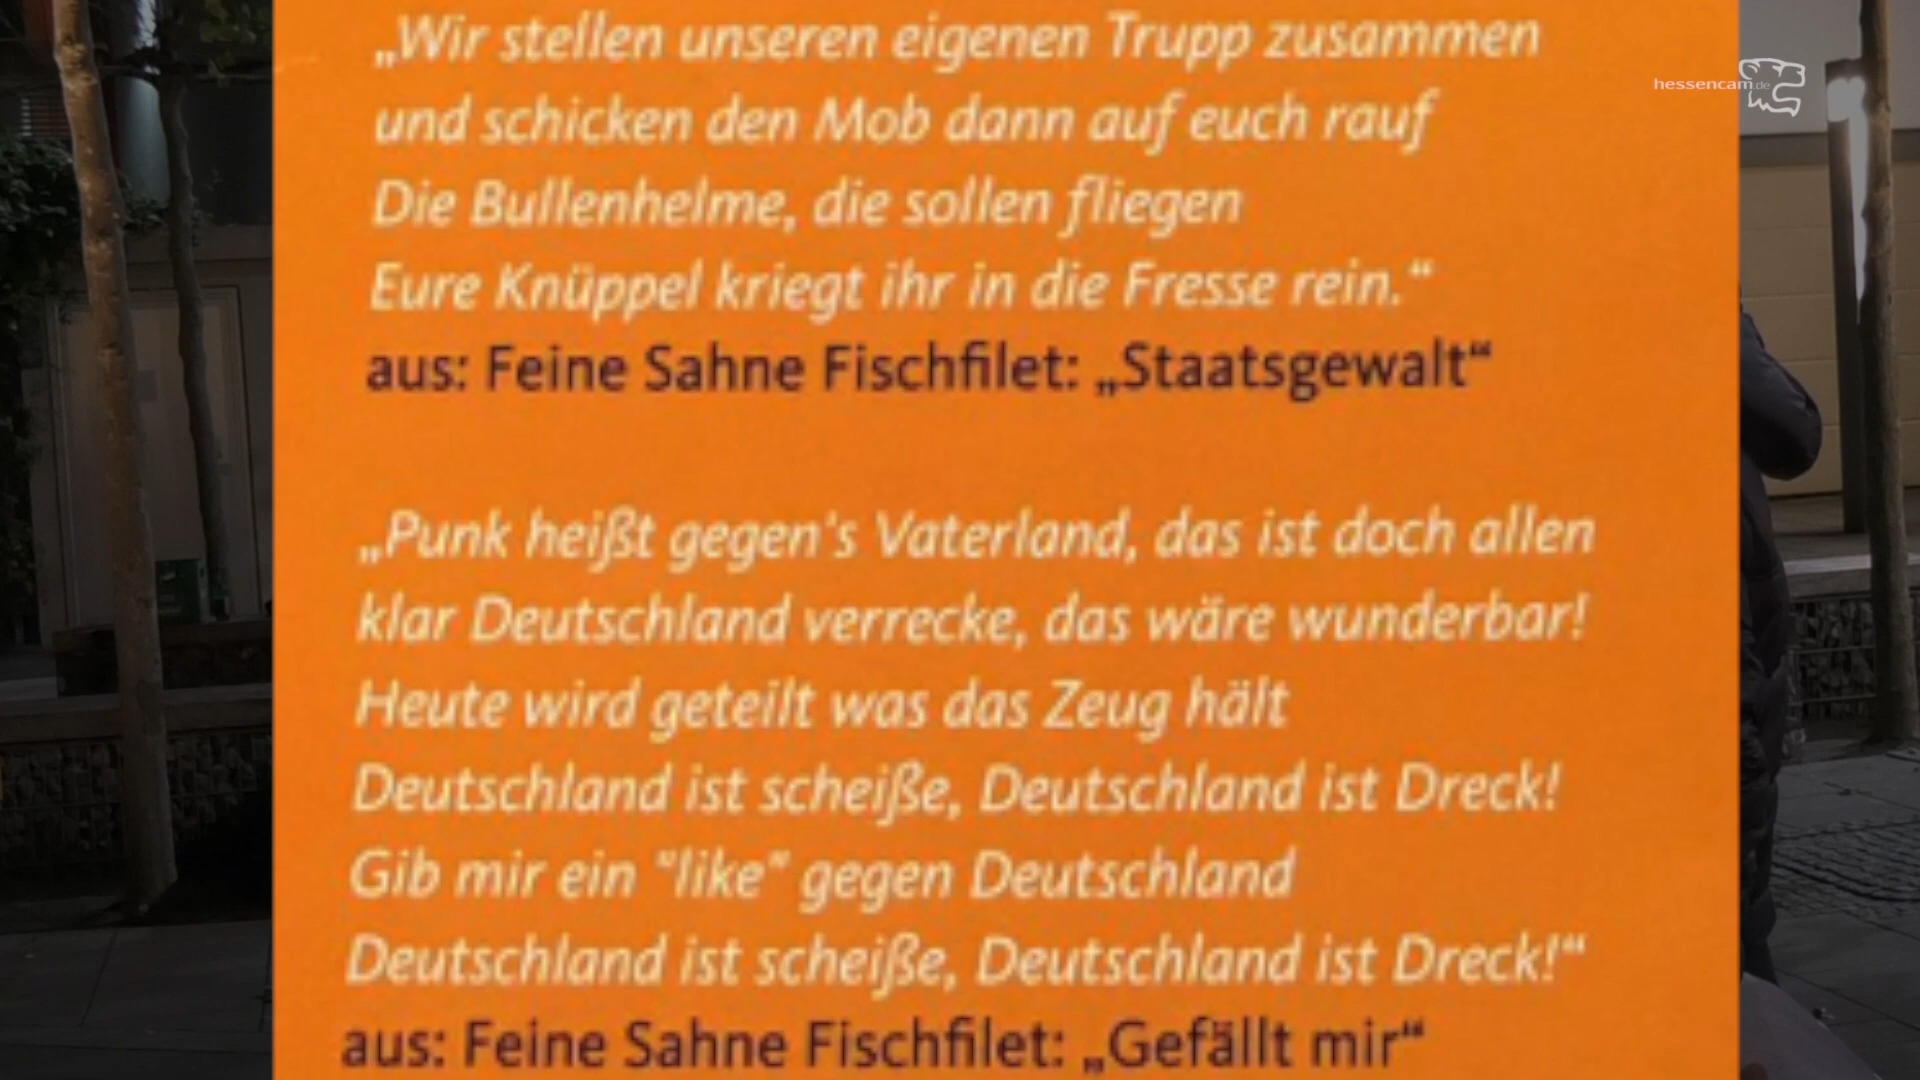 „Wir stellen unseren eigenen Trupp zusammen
und schicken den Mob dann auf euch rauf
Die Bullenhelme, die sollen fliegen
Eure Knüppel kriegt ihr in die Fresse rein.“
aus: Feine Sahne Fischfilet: „Staatsgewalt“
„Punk heißt gegen's Vaterland, das ist doch allen
klar Deutschland verrecke, das wäre wunderbar!
Heute wird geteilt was das Zeug hält
Deutschland ist scheiße, Deutschland ist Dreck!
Gib mir ein "like" gegen Deutschland
Deutschland ist scheiße, Deutschland ist Dreck!“
aus: Feine Sahne Fischfilet: „Gefällt mir“
hessencam.de